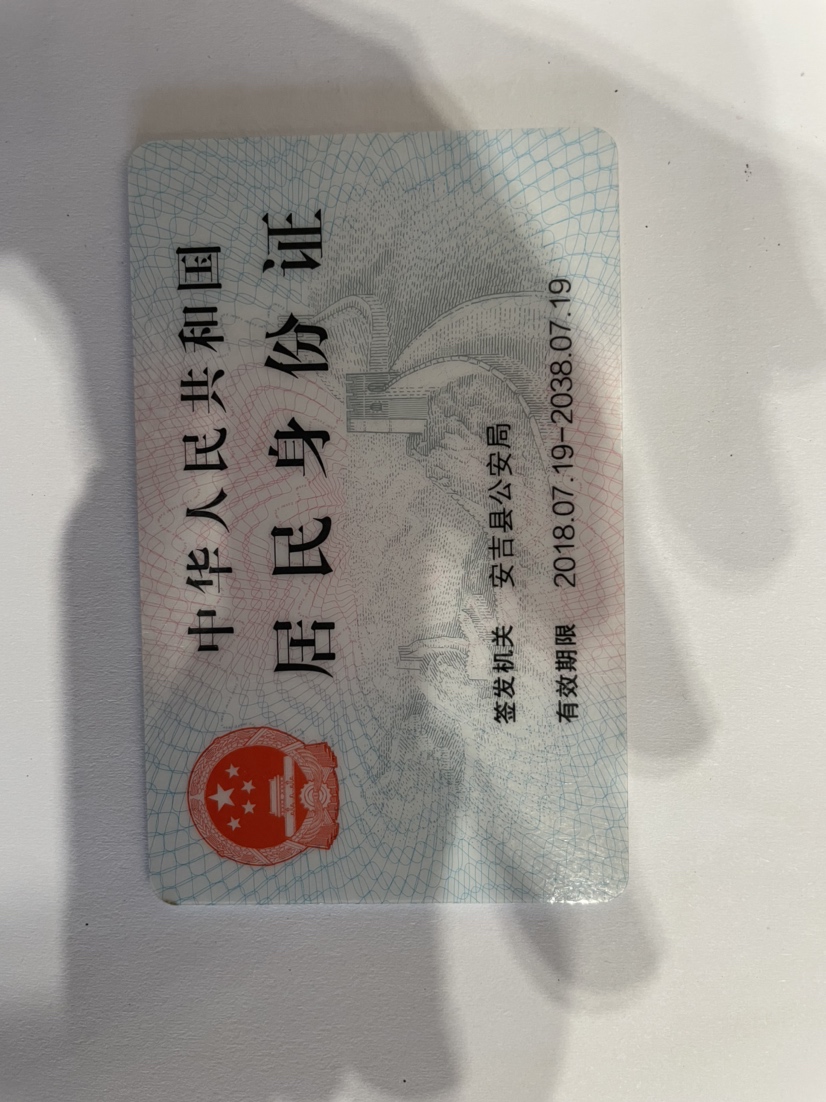 中华人民共和国
居民身份证
签发机关 安吉县公安局
有效期限 2018.07.19-2038.07.19